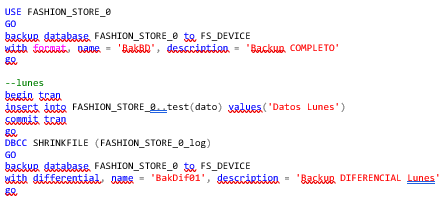 USE FASHION_STORE_0
GO
backup database FASHION_STORE_0 to FS_DEVICE
with format, name = 'BakBD', description = 'Backup COMPLETO'
go
--lunes
begin tran
insert into FASHION_STORE_0..test(dato) values('Datos Lunes')
commit tran
go
DBCC SHRINKFILE (FASHION_STORE_0_log)
GO
backup database FASHION_STORE_0 to FS_DEVICE
with differential, name = 'BakDif01', description = 'Backup DIFERENCIAL Lunes'
go